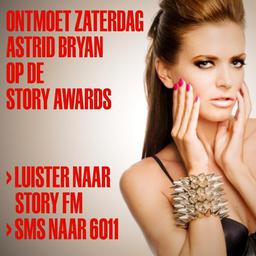 ONTMOET ZATERDAG
ASTRID BRYAN
OP DE
STORY AWARDS
> LUISTER NAAR
STORY FM
> SMS NAAR 6011